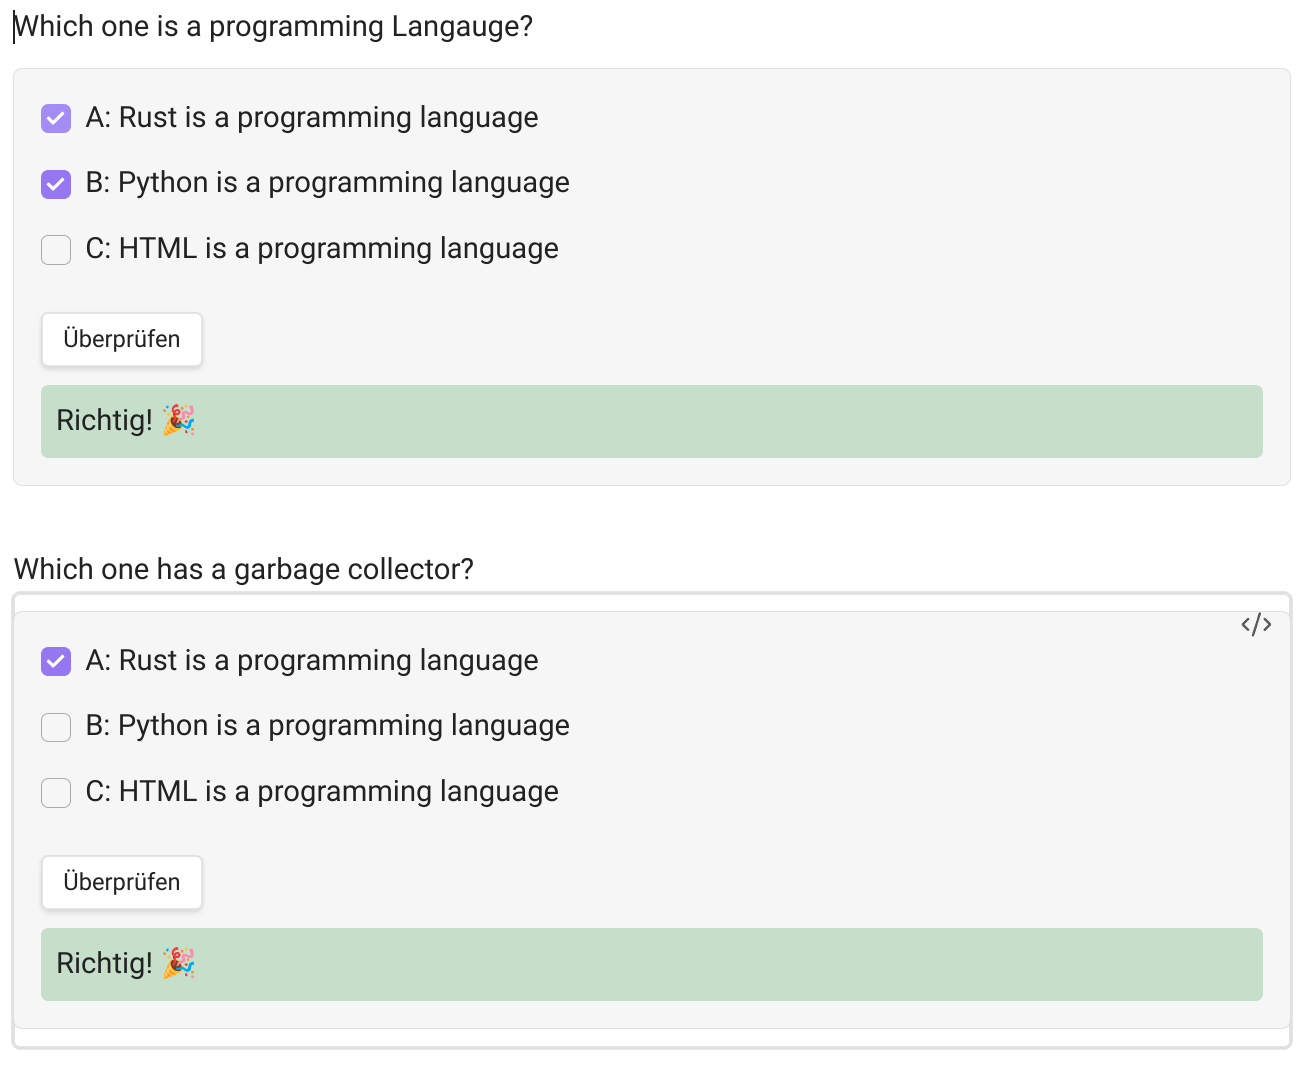 Which one is a programming Langauge?
A: Rust is a programming language
B: Python is a programming language
C: HTML is a programming language
Überprüfen
Richtig! 🎉
Which one has a garbage collector?
</>
A: Rust is a programming language
B: Python is a programming language
C: HTML is a programming language
Überprüfen
Richtig! 🎉